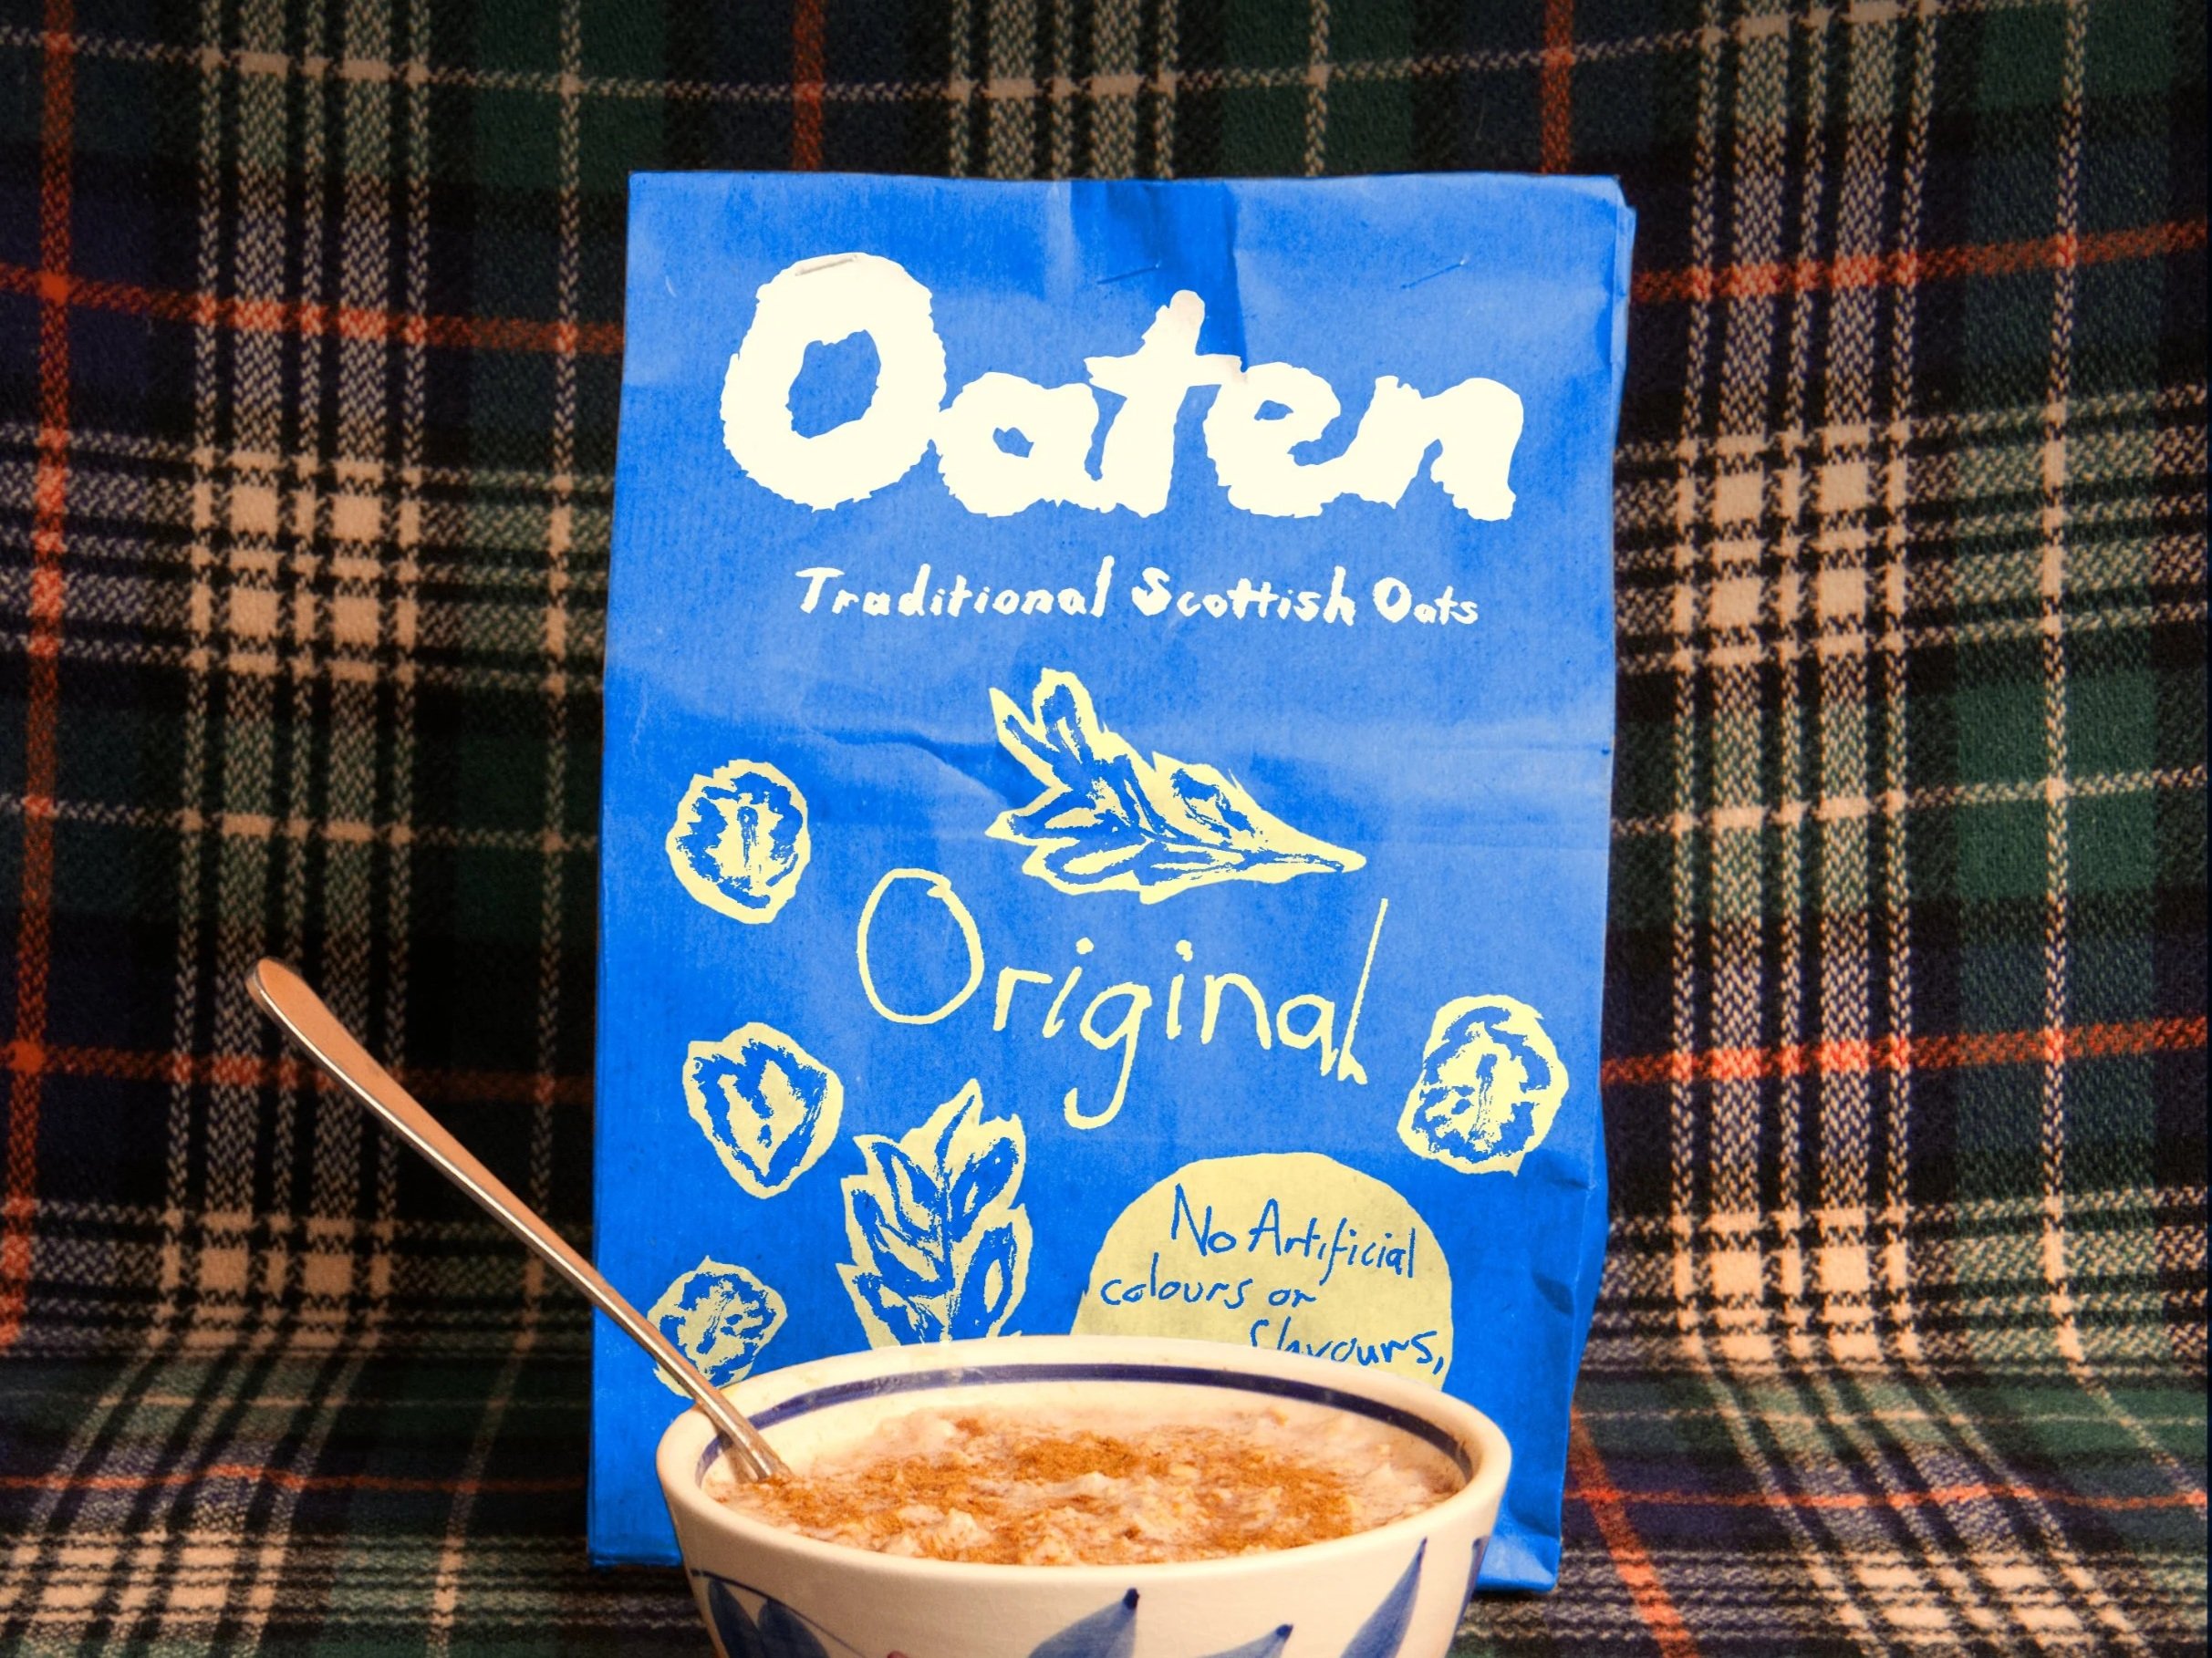 Oaten
Traditional Scottish Oats
Original
No Artificial
colours or
flavours,